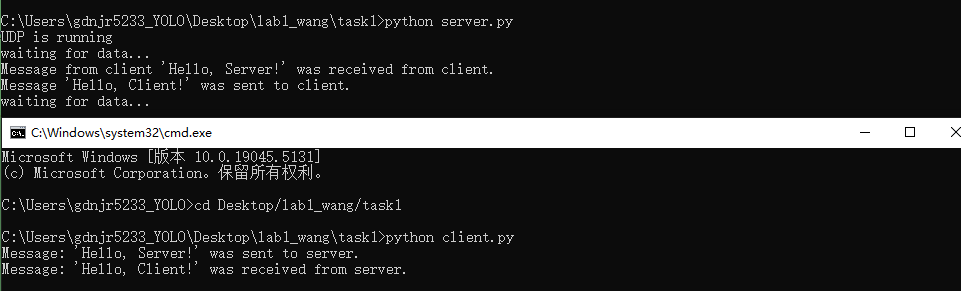 C:\Users\gdnjr5233_YOLO\Desktop\lab1_wang\task1>python server.py
UDP is running
waiting for data...
Message from client 'Hello, Server!' was received from client.
Message 'Hello, Client!' was sent to client.
waiting for data...
C:\Windows\system32\cmd.exe
Microsoft Windows [版本 10.0.19045.5131]
(c) Microsoft Corporation。保留所有权利。
C:\Users\gdnjr5233_YOLO>cd Desktop/lab1_wang/task1
C:\Users\gdnjr5233_YOLO\Desktop\lab1_wang\task1>python client.py
Message: 'Hello, Server!' was sent to server.
Message: 'Hello, Client!' was received from server.